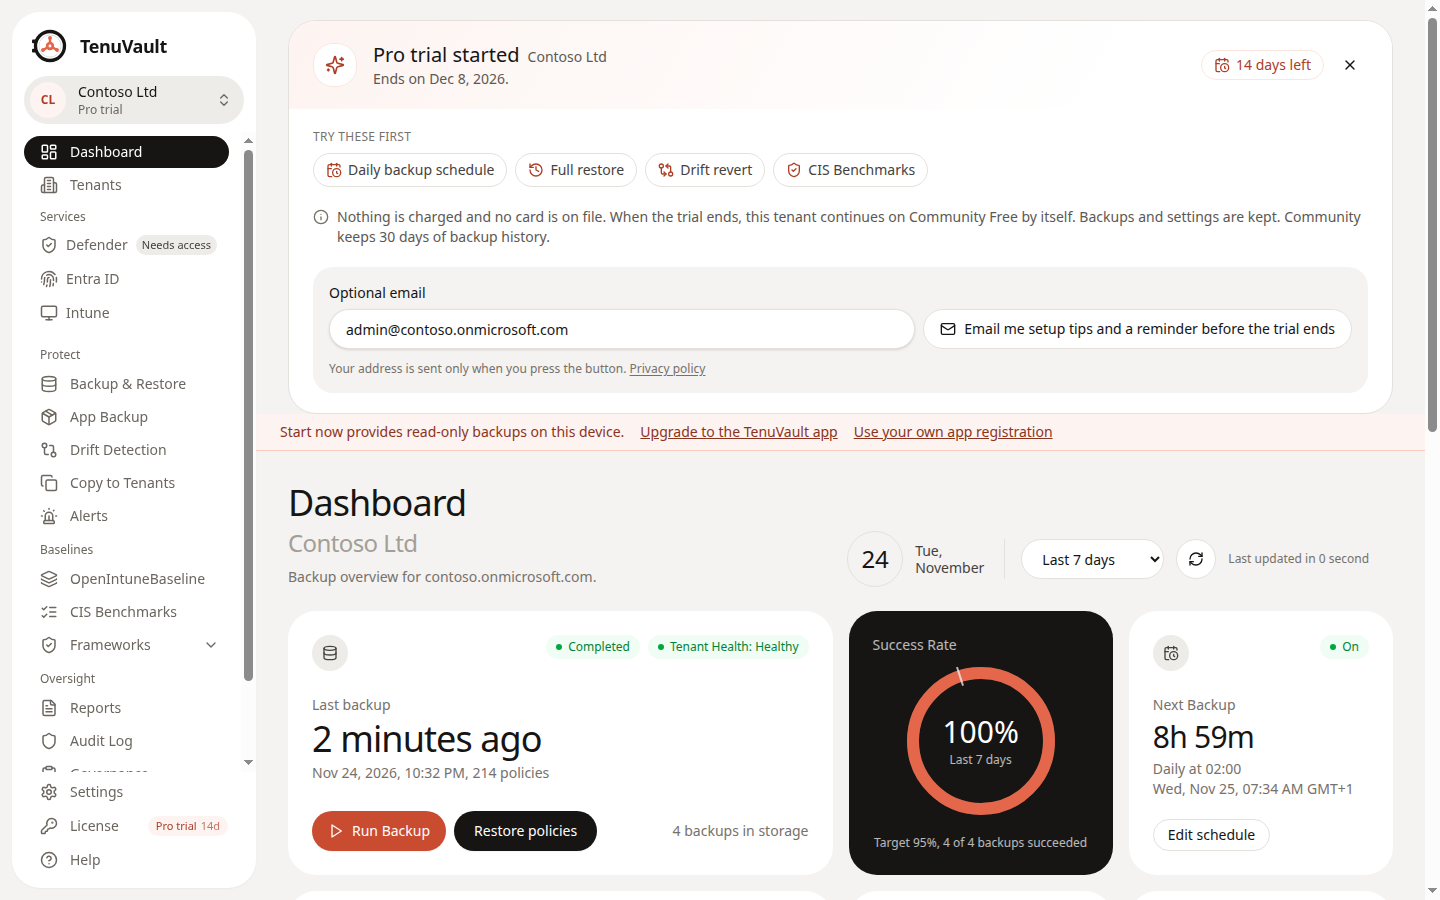 TenuVault
CL
Contoso Ltd
Pro trial
Dashboard
Tenants
Services
Defender Needs access
Entra ID
Intune
Protect
Backup & Restore
App Backup
Drift Detection
Copy to Tenants
Alerts
Baselines
OpenIntuneBaseline
CIS Benchmarks
Frameworks
Oversight
Reports
Audit Log
Settings
License Pro trial 14d
Help
Pro trial started Contoso Ltd
Ends on Dec 8, 2026.
14 days left
TRY THESE FIRST
Daily backup schedule
Full restore
Drift revert
CIS Benchmarks
Nothing is charged and no card is on file. When the trial ends, this tenant continues on Community Free by itself. Backups and settings are kept. Community
keeps 30 days of backup history.
Optional email
admin@contoso.onmicrosoft.com
Email me setup tips and a reminder before the trial ends
Your address is sent only when you press the button. Privacy policy
Start now provides read-only backups on this device. Upgrade to the TenuVault app Use your own app registration
Dashboard
Contoso Ltd
Backup overview for contoso.onmicrosoft.com.
24
Tue,
November
Last 7 days
Last updated in 0 second
Completed
Tenant Health: Healthy
Last backup
2 minutes ago
Nov 24, 2026, 10:32 PM, 214 policies
Run Backup
Restore policies
4 backups in storage
Success Rate
100%
Last 7 days
Target 95%, 4 of 4 backups succeeded
On
Next Backup
8h 59m
Daily at 02:00
Wed, Nov 25, 07:34 AM GMT+1
Edit schedule